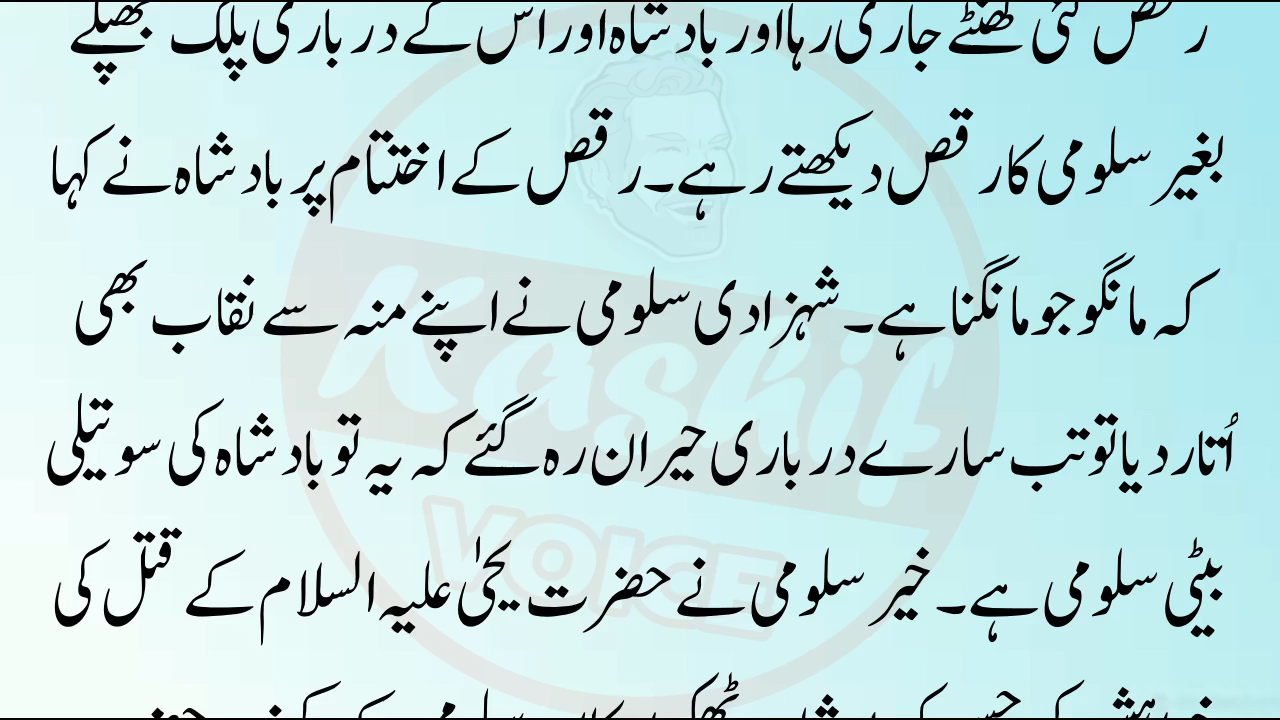 رقص کئی گھنٹے جاری رہا اور بادشاہ اور اس کے درباری پلک جھپکے
بغیر سلومی کا رقص دیکھتے رہے۔ رقص کے اختتام پر بادشاہ نے کہا
کہ مانگو جو مانگنا ہے۔ شہزادی سلومی نے اپنے منہ سے نقاب بھی
اُتار دیا تو تب سارے درباری حیران رہ گئے کہ یہ تو بادشاہ کی سوتیلی
بیٹی سلومی ہے۔ خیر سلومی نے حضرت یحیٰی علیہ السلام کے قتل کی
Kashif
VOICE